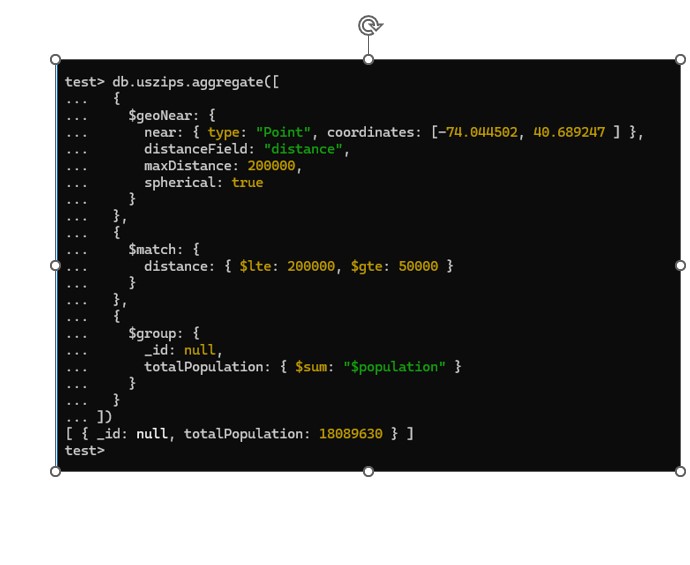 test> db.uszips.aggregate([
... {
... $geoNear: {
... near: { type: "Point", coordinates: [-74.044502, 40.689247 ] },
... distanceField: "distance",
... maxDistance: 200000,
... spherical: true
... }
... },
... {
... $match: {
... distance: { $lte: 200000, $gte: 50000 }
... }
... },
... {
... $group: {
... _id: null,
... totalPopulation: { $sum: "$population" }
... }
... }
... ])
[ { _id: null, totalPopulation: 18089630 } ]
test>